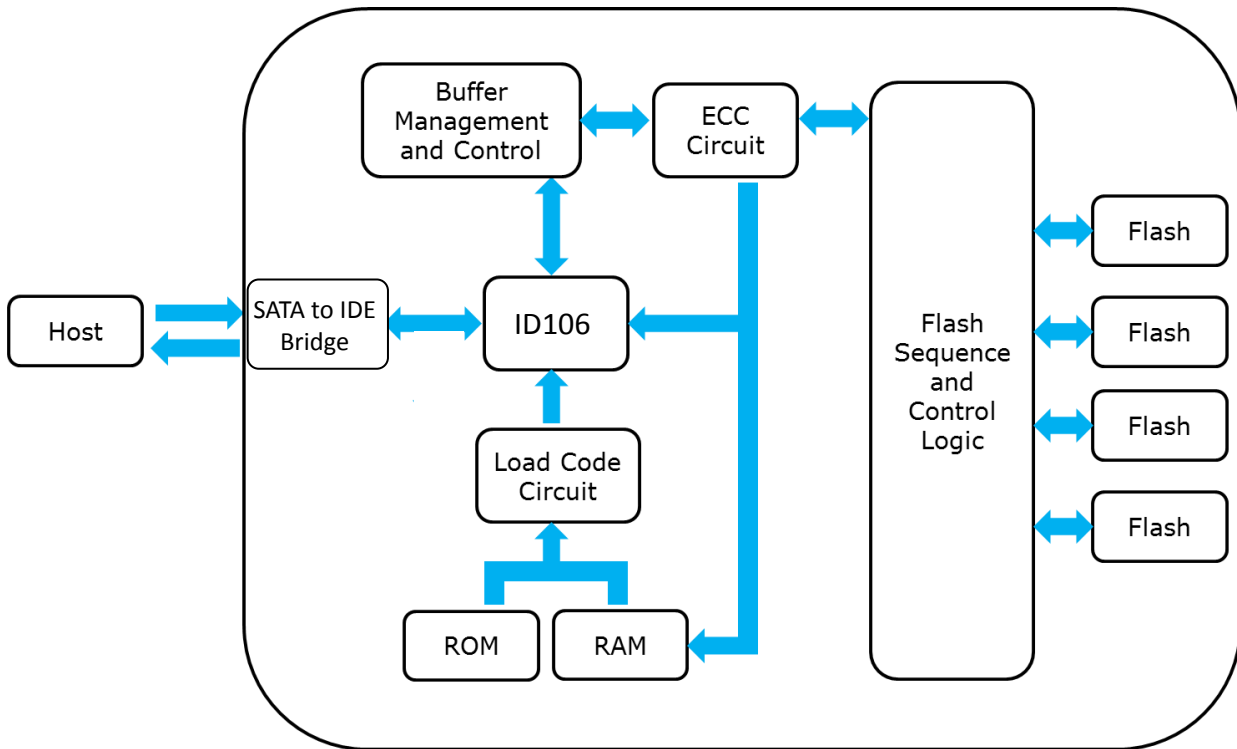 Buffer
Management
and Control
ECC
Circuit
Flash
Host
SATA to IDE
Bridge
ID106
Flash
Sequence
and
Control
Logic
Flash
Flash
Load Code
Circuit
Flash
ROM
RAM